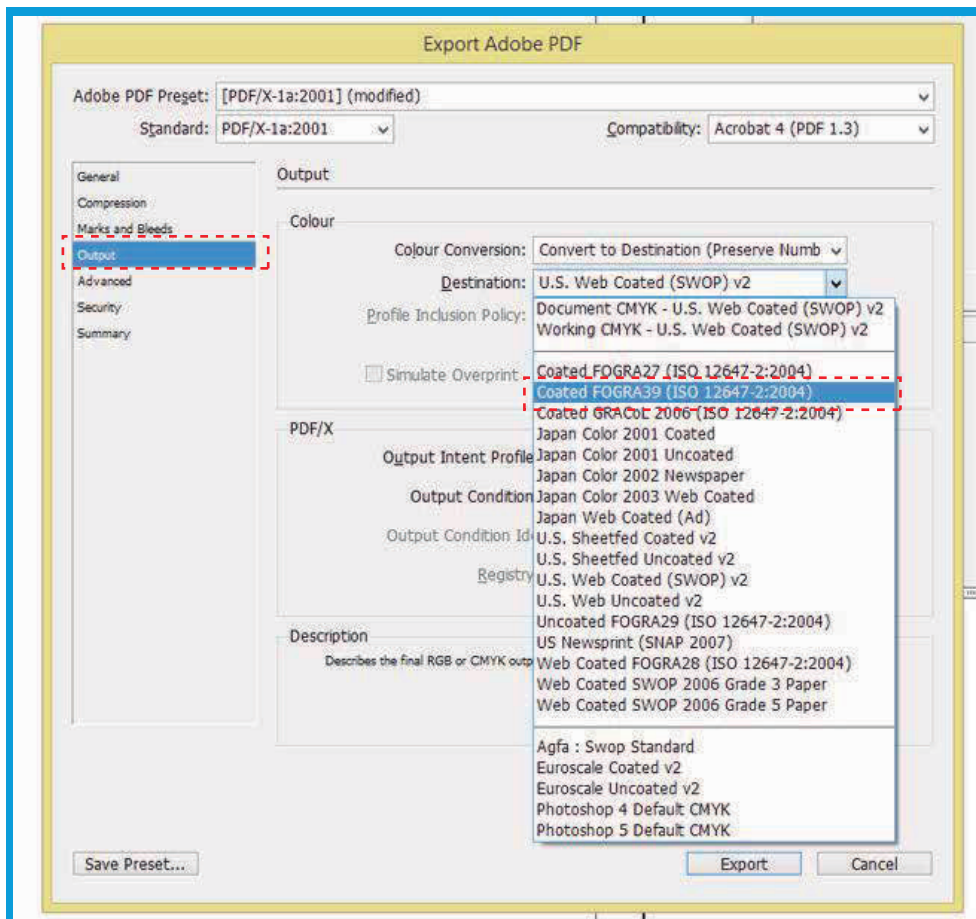 Export Adobe PDF
Adobe PDF Preset: [PDF/X-1a:2001] (modified)
Standard: PDF/X-1a:2001 Compatibility: Acrobat 4 (PDF 1.3)
General
Compression
Marks and Bleeds
Output
Advanced
Security
Summary
Output
Colour
Colour Conversion: Convert to Destination (Preserve Numb
Destination: U.S. Web Coated (SWOP) v2
Profile Inclusion Policy:
Simulate Overprint
Document CMYK - U.S. Web Coated (SWOP) v2
Working CMYK - U.S. Web Coated (SWOP) v2
Coated FOGRA27 (ISO 12647-2:2004)
Coated FOGRA39 (ISO 12647-2:2004)
Coated GRACoL 2006 (ISO 12647-2:2004)
Japan Color 2001 Coated
Japan Color 2001 Uncoated
Japan Color 2002 Newspaper
Japan Color 2003 Web Coated
Japan Web Coated (Ad)
U.S. Sheetfed Coated v2
U.S. Sheetfed Uncoated v2
U.S. Web Coated (SWOP) v2
U.S. Web Uncoated v2
Uncoated FOGRA29 (ISO 12647-2:2004)
US Newsprint (SNAP 2007)
Web Coated FOGRA28 (ISO 12647-2:2004)
Web Coated SWOP 2006 Grade 3 Paper
Web Coated SWOP 2006 Grade 5 Paper
Agfa : Swop Standard
Euroscale Coated v2
Euroscale Uncoated v2
Photoshop 4 Default CMYK
Photoshop 5 Default CMYK
PDF/X
Output Intent Profile
Output Condition
Output Condition Id
Registry
Description
Describes the final RGB or CMYK outp
Save Preset...
Export
Cancel